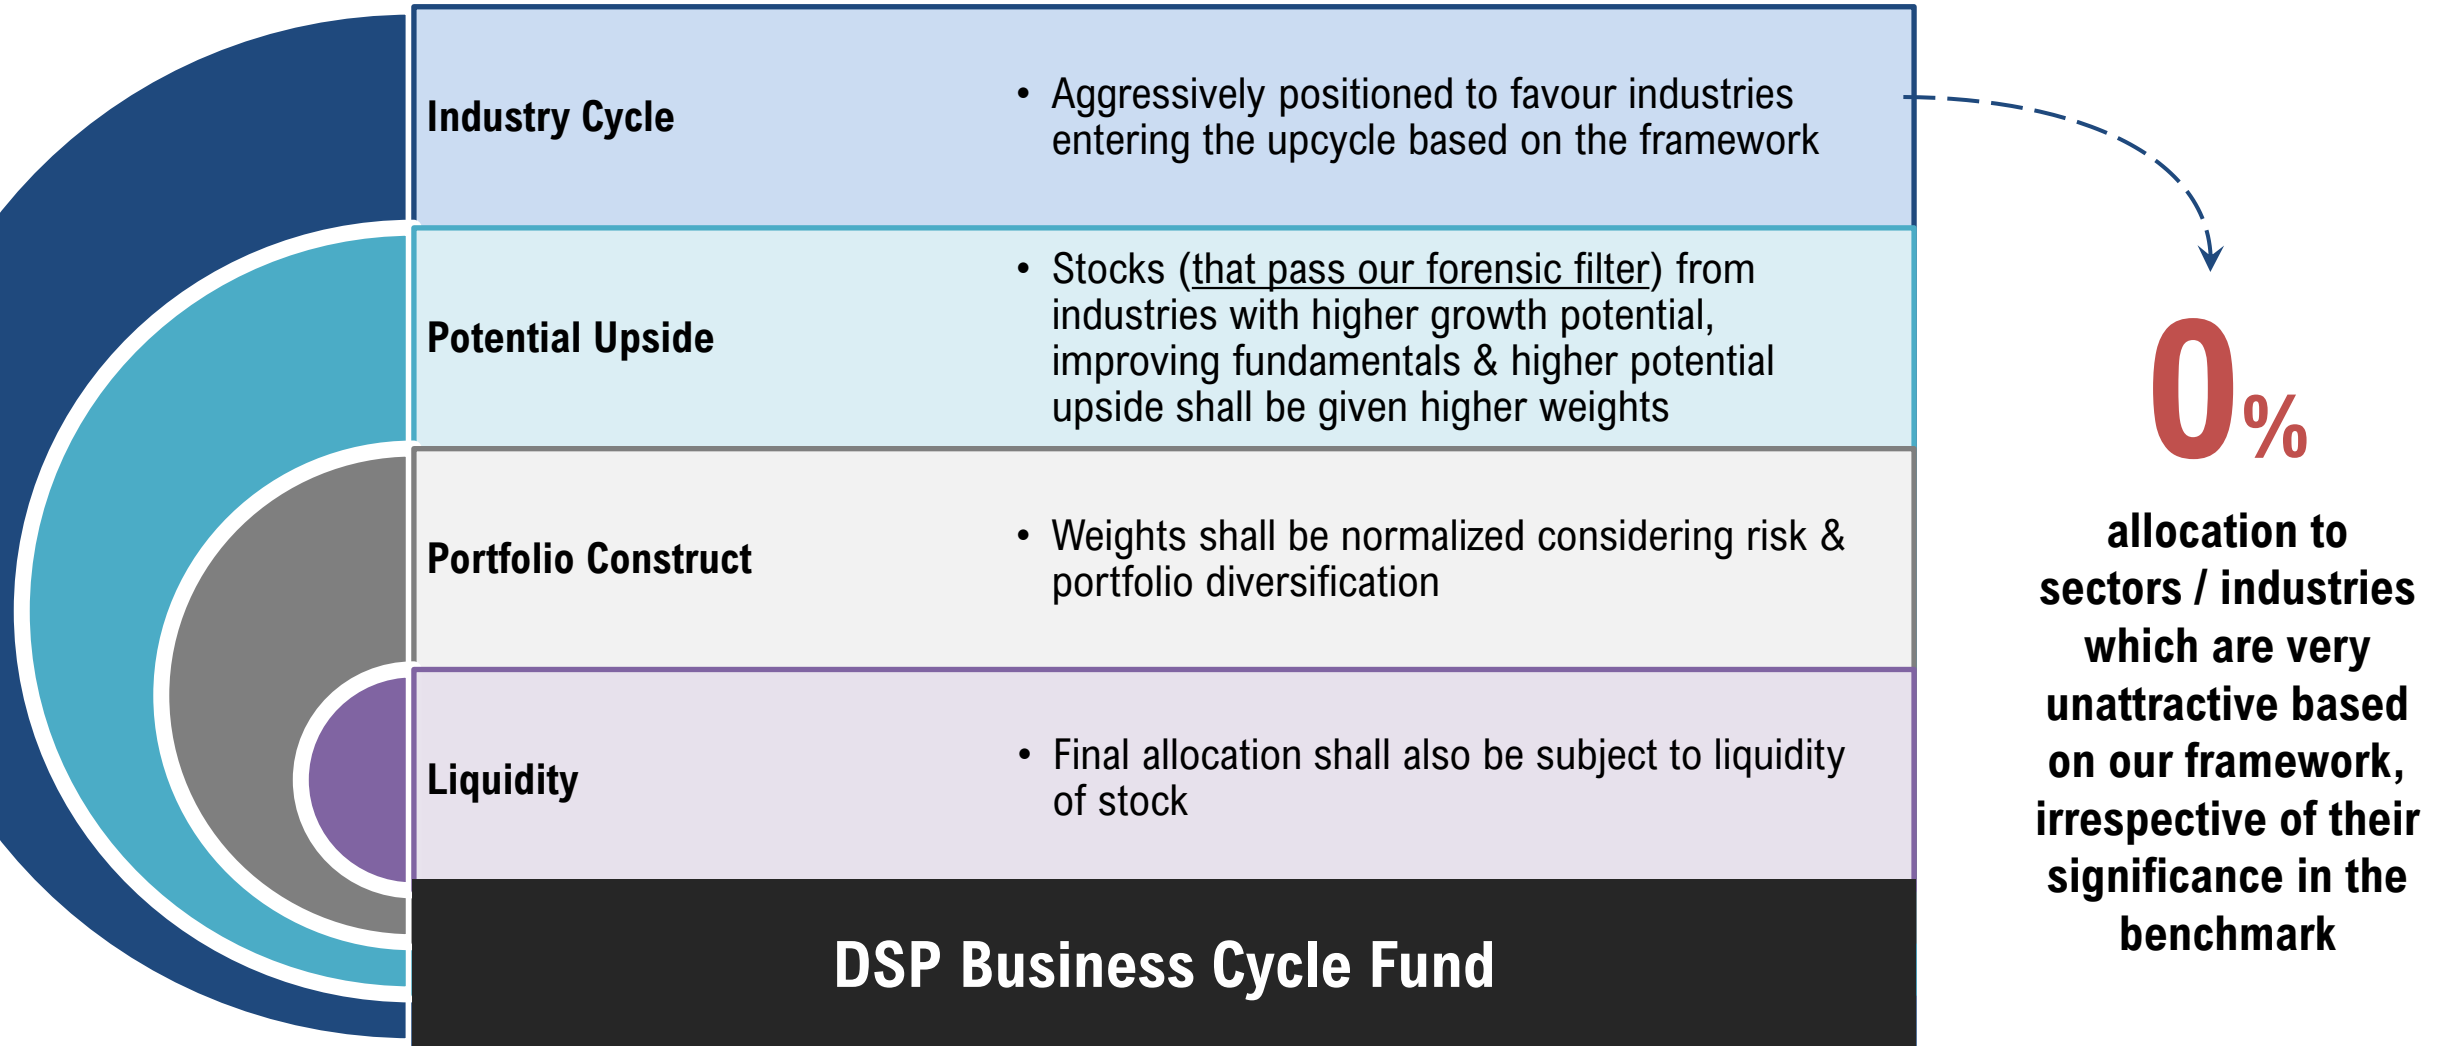 Industry Cycle
• Aggressively positioned to favour industries
entering the upcycle based on the framework
Potential Upside
• Stocks (that pass our forensic filter) from
industries with higher growth potential,
improving fundamentals & higher potential
upside shall be given higher weights
Portfolio Construct
• Weights shall be normalized considering risk &
portfolio diversification
Liquidity
• Final allocation shall also be subject to liquidity
of stock
DSP Business Cycle Fund
0%
allocation to
sectors / industries
which are very
unattractive based
on our framework,
irrespective of their
significance in the
benchmark